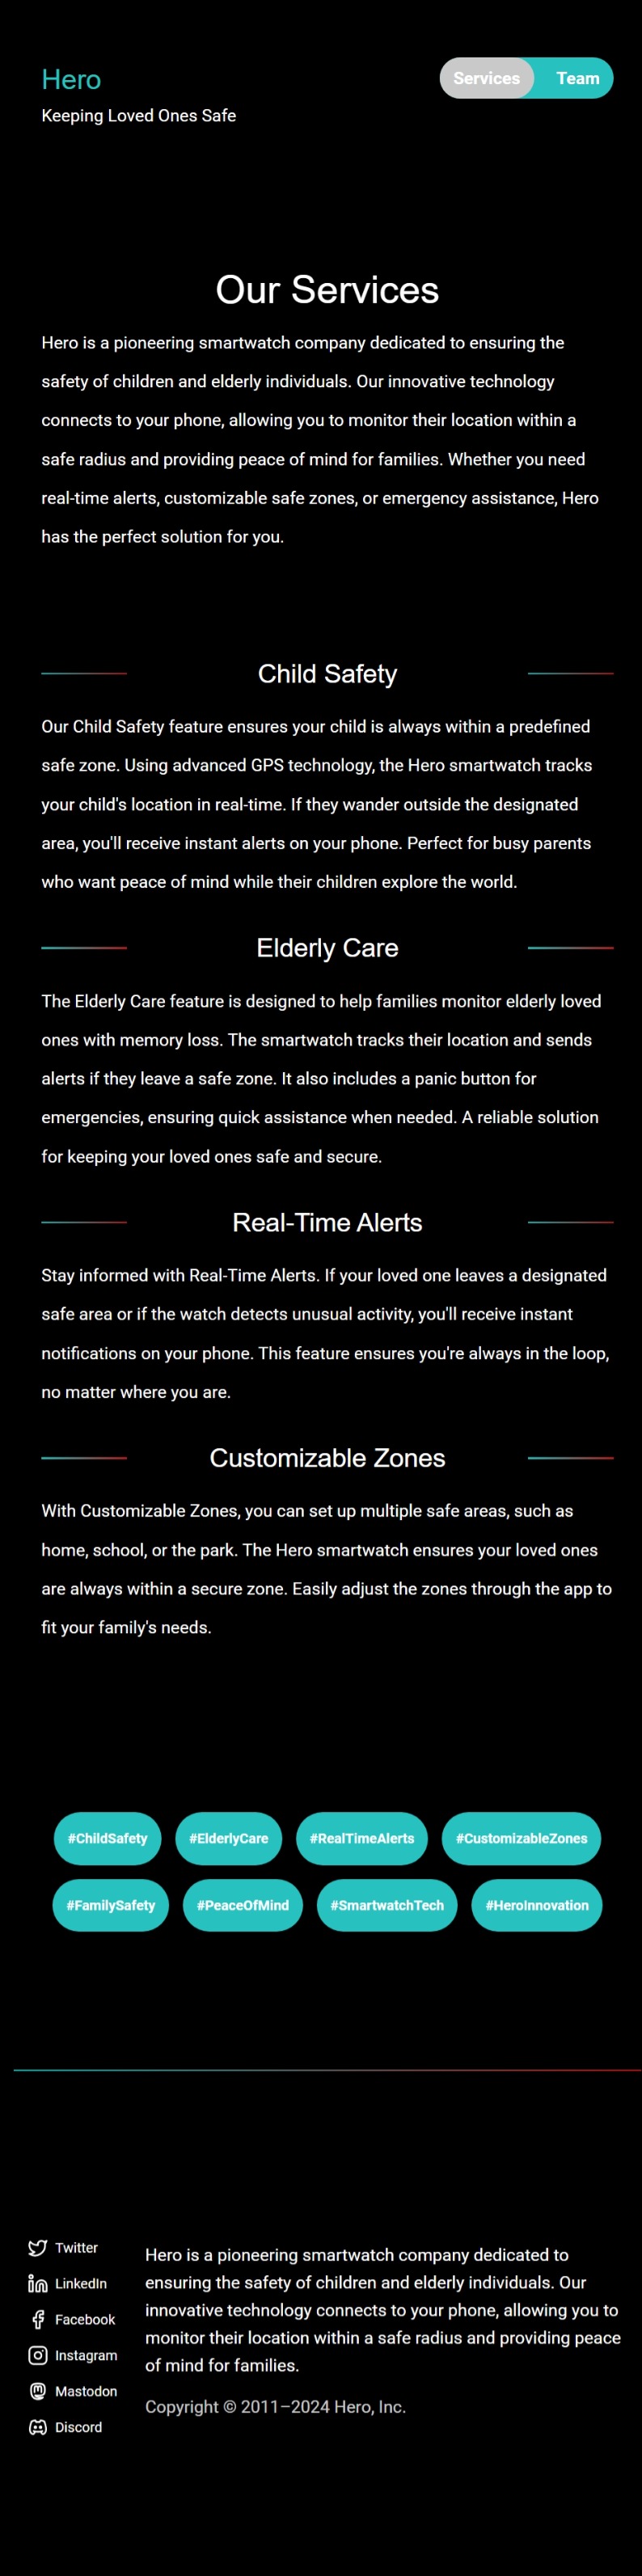 Hero
Services
Team
Keeping Loved Ones Safe
Our Services
Hero is a pioneering smartwatch company dedicated to ensuring the
safety of children and elderly individuals. Our innovative technology
connects to your phone, allowing you to monitor their location within a
safe radius and providing peace of mind for families. Whether you need
real-time alerts, customizable safe zones, or emergency assistance, Hero
has the perfect solution for you.
Child Safety
Our Child Safety feature ensures your child is always within a predefined
safe zone. Using advanced GPS technology, the Hero smartwatch tracks
your child's location in real-time. If they wander outside the designated
area, you'll receive instant alerts on your phone. Perfect for busy parents
who want peace of mind while their children explore the world.
Elderly Care
The Elderly Care feature is designed to help families monitor elderly loved
ones with memory loss. The smartwatch tracks their location and sends
alerts if they leave a safe zone. It also includes a panic button for
emergencies, ensuring quick assistance when needed. A reliable solution
for keeping your loved ones safe and secure.
Real-Time Alerts
Stay informed with Real-Time Alerts. If your loved one leaves a designated
safe area or if the watch detects unusual activity, you'll receive instant
notifications on your phone. This feature ensures you're always in the loop,
no matter where you are.
Customizable Zones
With Customizable Zones, you can set up multiple safe areas, such as
home, school, or the park. The Hero smartwatch ensures your loved ones
are always within a secure zone. Easily adjust the zones through the app to
fit your family's needs.
#ChildSafety #ElderlyCare #RealTimeAlerts #CustomizableZones
#FamilySafety #PeaceOfMind #SmartwatchTech #HeroInnovation
Twitter
LinkedIn
Facebook
Instagram
Mastodon
Discord
Hero is a pioneering smartwatch company dedicated to
ensuring the safety of children and elderly individuals. Our
innovative technology connects to your phone, allowing you to
monitor their location within a safe radius and providing peace
of mind for families.
Copyright © 2011–2024 Hero, Inc.